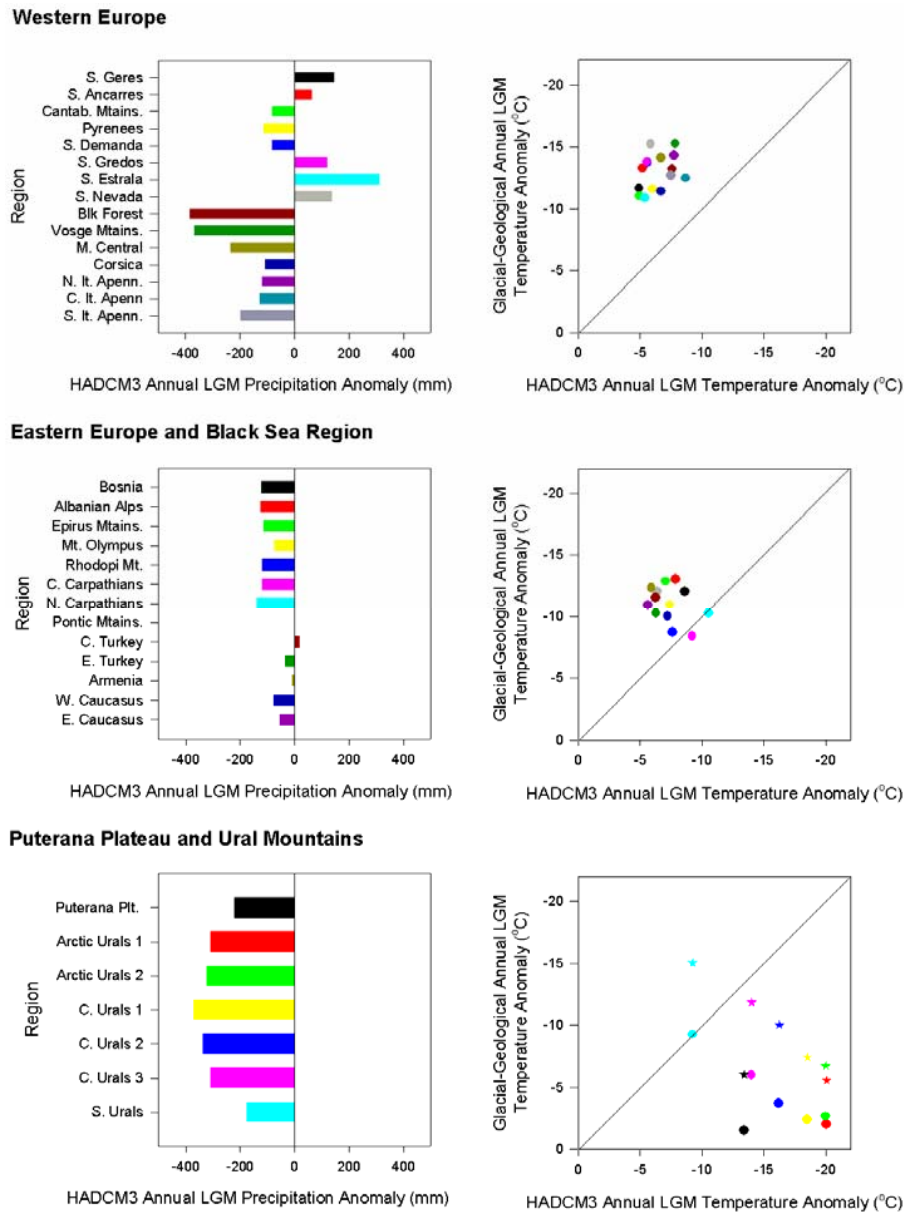 Western Europe
Region
S. Geres
S. Ancarres
Cantab. Mtains.
Pyrenees
S. Demanda
S. Gredos
S. Estrala
S. Nevada
Blk Forest
Vosge Mtains.
M. Central
Corsica
N. It. Apenn.
C. It. Apenn
S. It. Apenn.
-400 -200 0 200 400
HADCM3 Annual LGM Precipitation Anomaly (mm)
Glacial-Geological Annual LGM
Temperature Anomaly (°C)
-20
-15
-10
-5
0
0 -5 -10 -15 -20
HADCM3 Annual LGM Temperature Anomaly (°C)
Eastern Europe and Black Sea Region
Region
Bosnia
Albanian Alps
Epirus Mtains.
Mt. Olympus
Rhodopi Mt.
C. Carpathians
N. Carpathians
Pontic Mtains.
C. Turkey
E. Turkey
Armenia
W. Caucasus
E. Caucasus
-400 -200 0 200 400
HADCM3 Annual LGM Precipitation Anomaly (mm)
Glacial-Geological Annual LGM
Temperature Anomaly (°C)
-20
-15
-10
-5
0
0 -5 -10 -15 -20
HADCM3 Annual LGM Temperature Anomaly (°C)
Puterana Plateau and Ural Mountains
Region
Puterana Plt.
Arctic Urals 1
Arctic Urals 2
C. Urals 1
C. Urals 2
C. Urals 3
S. Urals
-400 -200 0 200 400
HADCM3 Annual LGM Precipitation Anomaly (mm)
Glacial-Geological Annual LGM
Temperature Anomaly (°C)
-20
-15
-10
-5
0
0 -5 -10 -15 -20
HADCM3 Annual LGM Temperature Anomaly (°C)